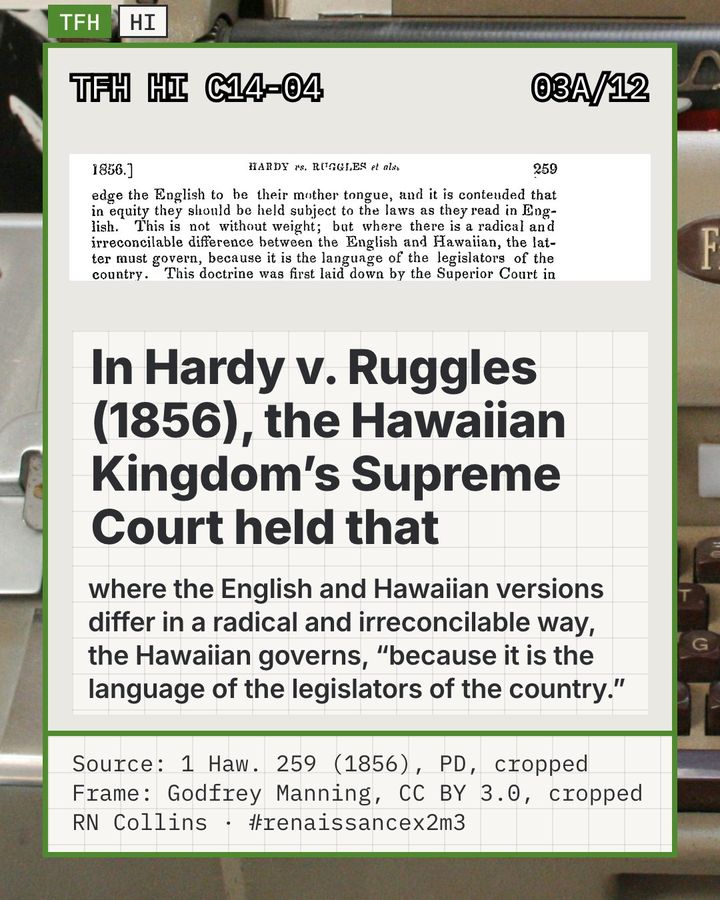 TFH HI
TFH HI C14-04 03A/12
1856.] HARDY vs. RUGGLES et als. 259
edge the English to be their mother tongue, and it is contended that
in equity they should be held subject to the laws as they read in Eng-
lish. This is not without weight; but where there is a radical and
irreconcilable difference between the English and Hawaiian, the lat-
ter must govern, because it is the language of the legislators of the
country. This doctrine was first laid down by the Superior Court in
In Hardy v. Ruggles
(1856), the Hawaiian
Kingdom’s Supreme
Court held that
where the English and Hawaiian versions
differ in a radical and irreconcilable way,
the Hawaiian governs, “because it is the
language of the legislators of the country.”
Source: 1 Haw. 259 (1856), PD, cropped
Frame: Godfrey Manning, CC BY 3.0, cropped
RN Collins · #renaissancex2m3
F
T
G